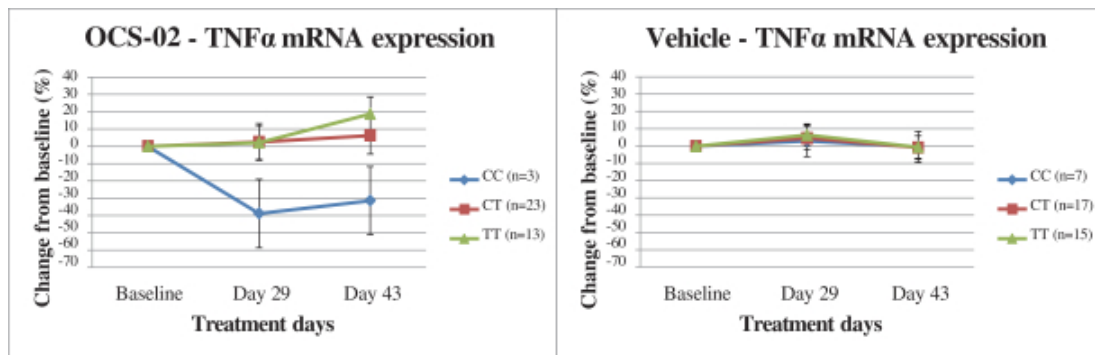 OCS-02 - TNFα mRNA expression
Change from baseline (%)
40
30
20
10
0
-10
-20
-30
-40
-50
-60
-70
Baseline
Day 29
Day 43
Treatment days
CC (n=3)
CT (n=23)
TT (n=13)
Vehicle - TNFα mRNA expression
Change from baseline (%)
40
30
20
10
0
-10
-20
-30
-40
-50
-60
-70
Baseline
Day 29
Day 43
Treatment days
CC (n=7)
CT (n=17)
TT (n=15)